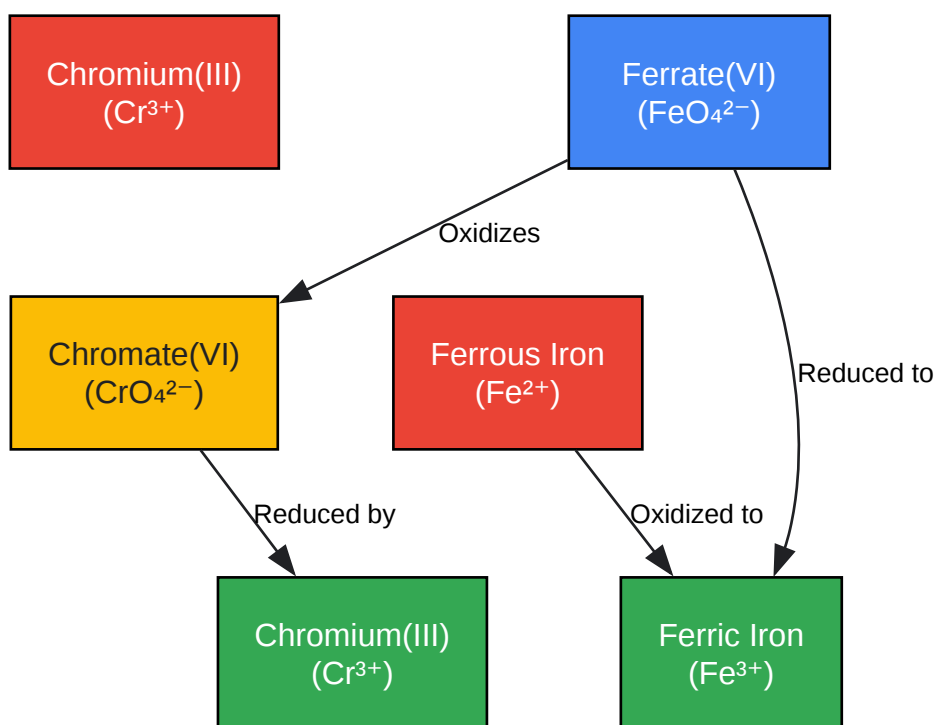 Chromium(III)
(Cr³⁺)
Ferrate(VI)
(FeO₄²⁻)
Oxidizes
Chromate(VI)
(CrO₄²⁻)
Ferrous Iron
(Fe²⁺)
Reduced to
Reduced by
Oxidized to
Chromium(III)
(Cr³⁺)
Ferric Iron
(Fe³⁺)